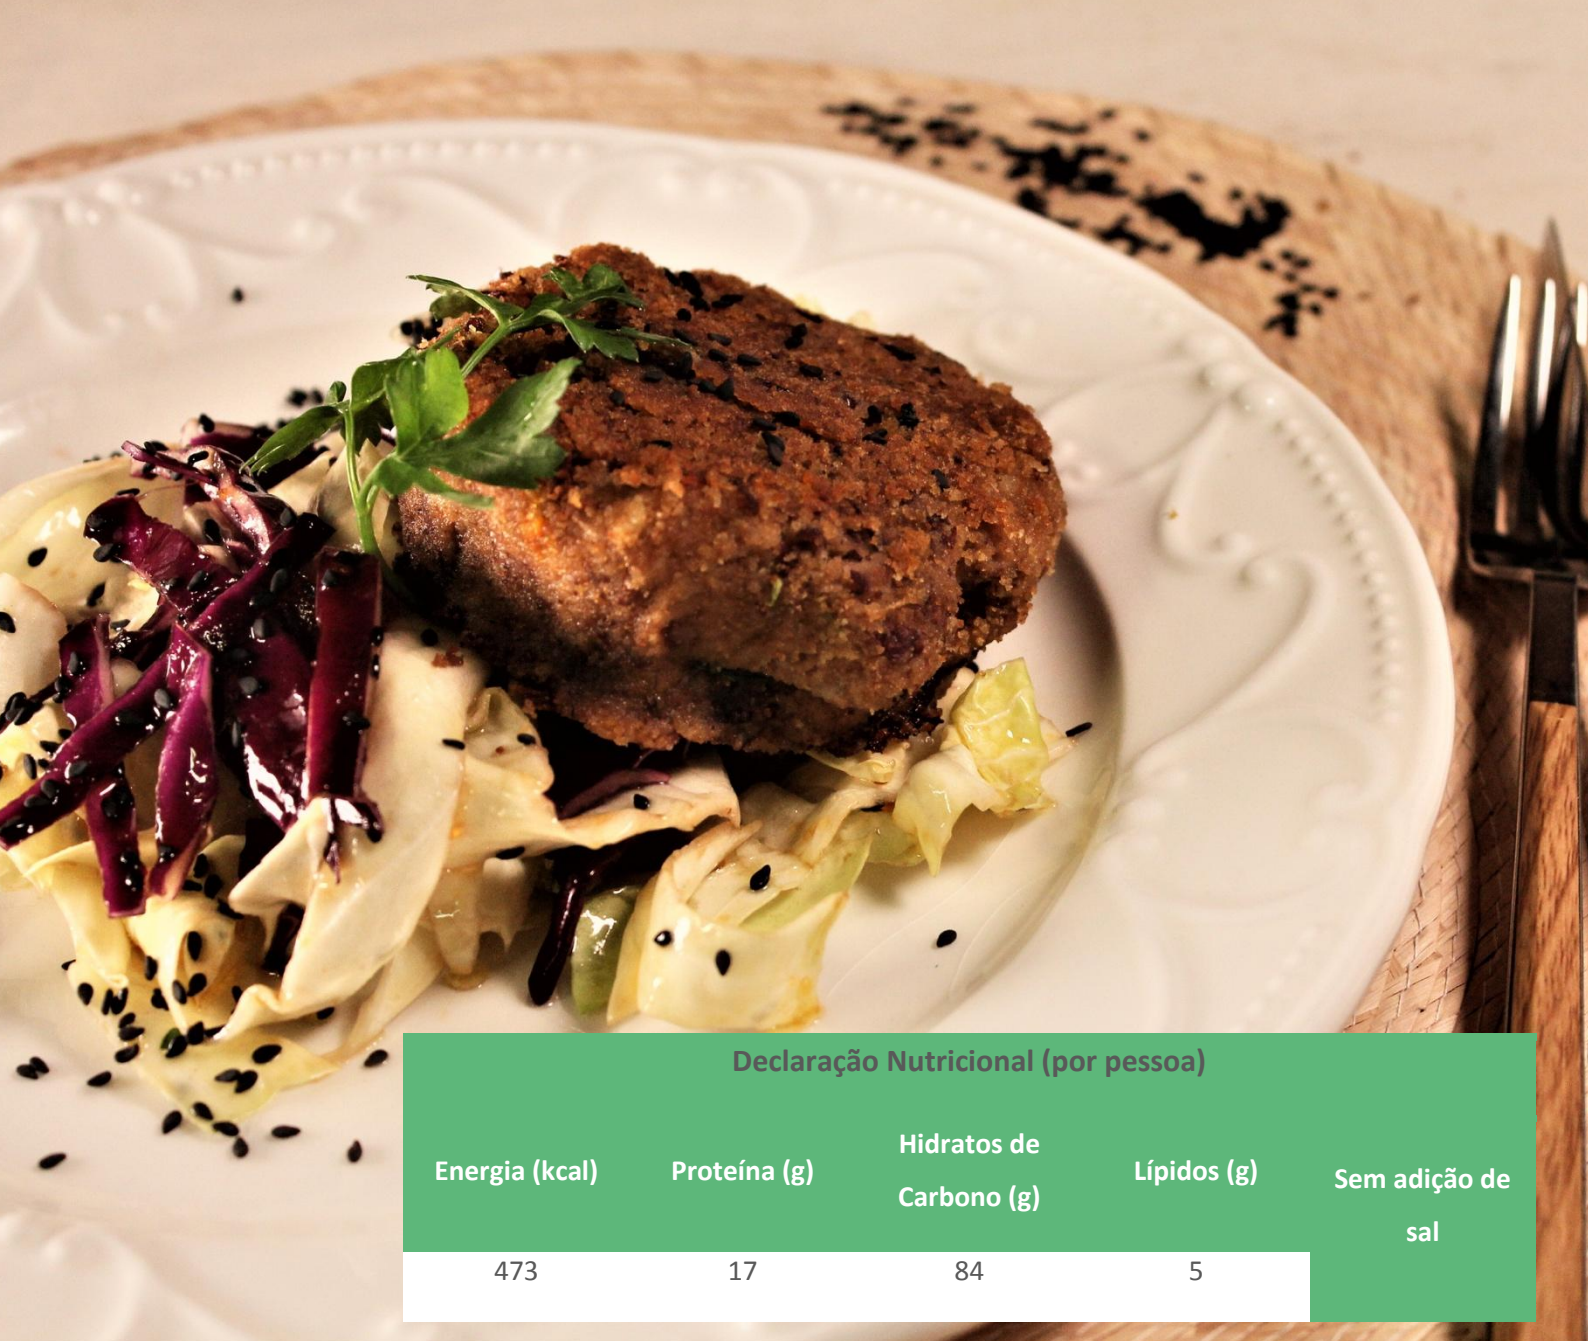 Declaração Nutricional (por pessoa)
Energia (kcal)
Proteína (g)
Hidratos de
Carbono (g)
Lípidos (g)
Sem adição de
sal
473
17
84
5